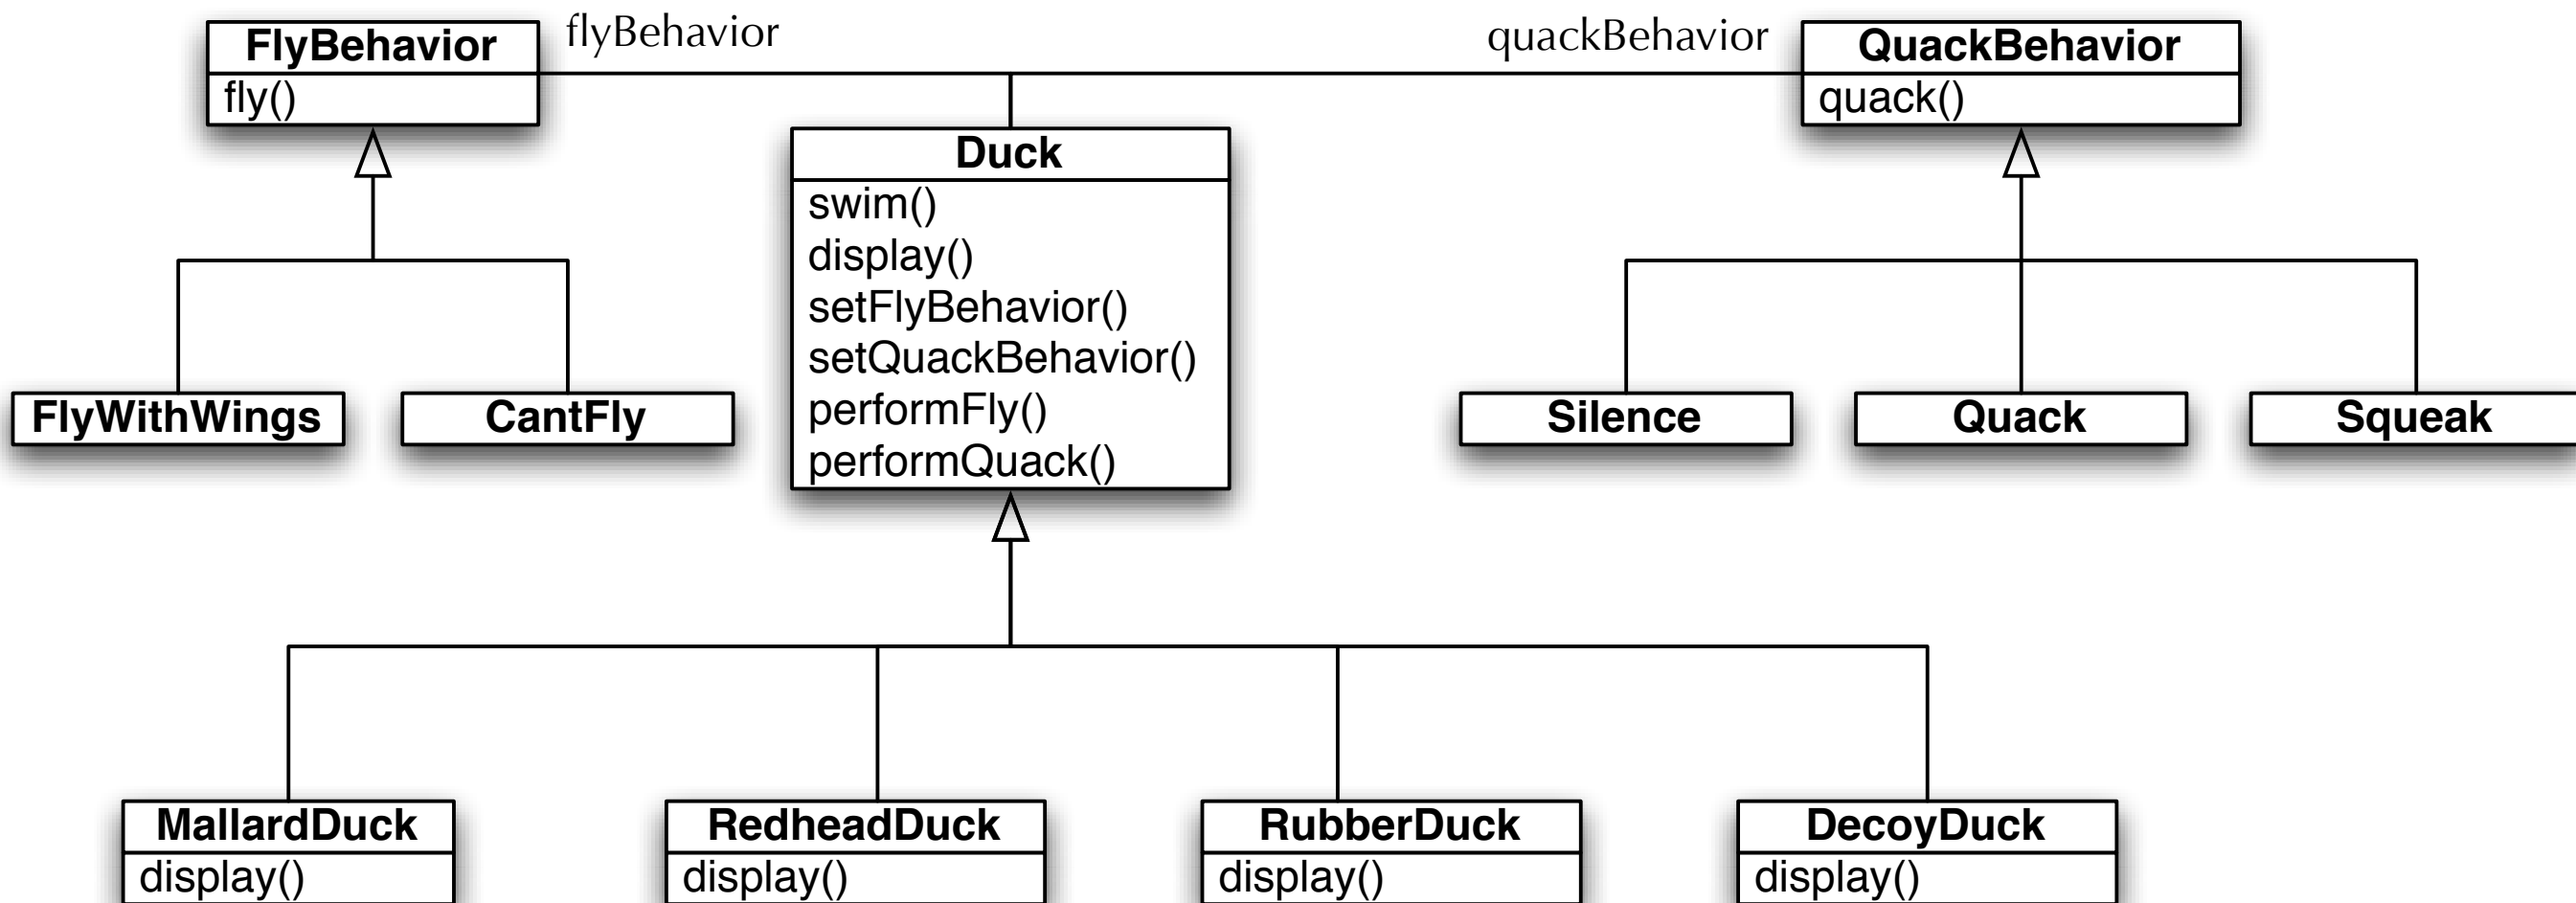 FlyBehavior
fly()
flyBehavior
quackBehavior
QuackBehavior
quack()
Duck
swim()
display()
setFlyBehavior()
setQuackBehavior()
performFly()
performQuack()
FlyWithWings
CantFly
Silence
Quack
Squeak
MallardDuck
display()
RedheadDuck
display()
RubberDuck
display()
DecoyDuck
display()